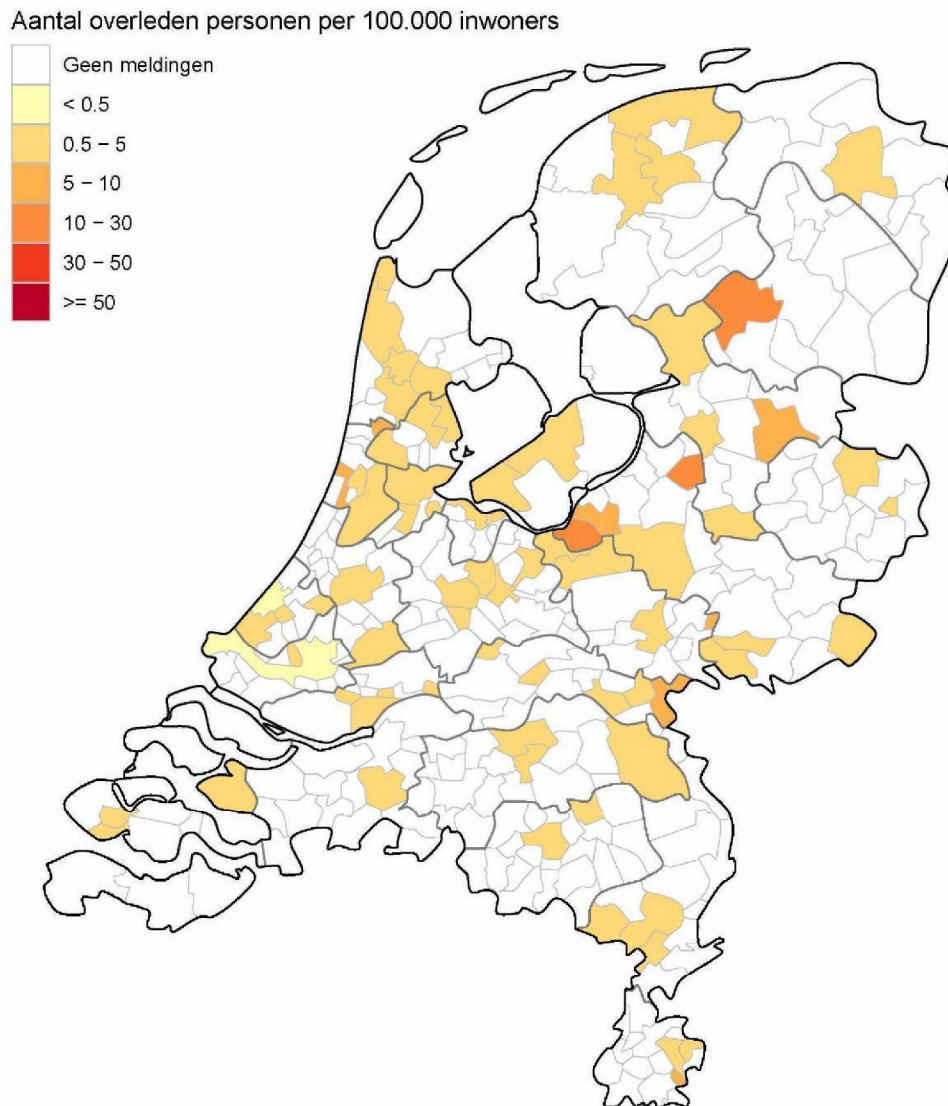 Aantal overleden personen per 100.000 inwoners
Geen meldingen
< 0.5
0.5 − 5
5 − 10
10 − 30
30 − 50
>= 50